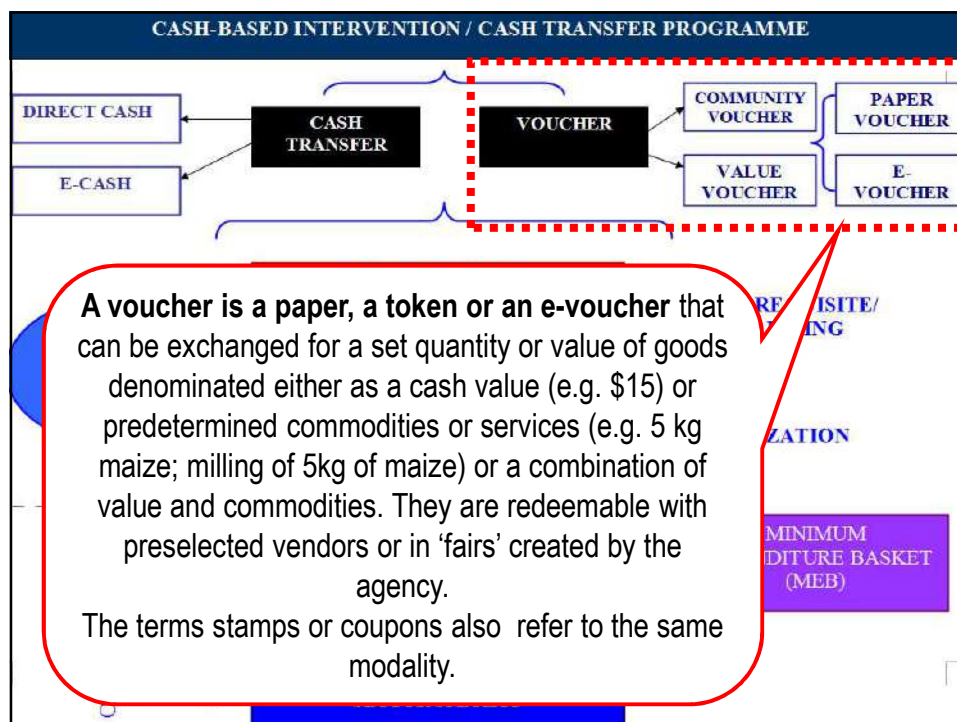 CASH-BASED INTERVENTION / CASH TRANSFER PROGRAMME
DIRECT CASH
E-CASH
CASH
TRANSFER
VOUCHER
COMMUNITY
VOUCHER
VALUE
VOUCHER
PAPER
VOUCHER
E-
VOUCHER
A voucher is a paper, a token or an e-voucher that
can be exchanged for a set quantity or value of goods
denominated either as a cash value (e.g. $15) or
predetermined commodities or services (e.g. 5 kg
maize; milling of 5kg of maize) or a combination of
value and commodities. They are redeemable with
preselected vendors or in ‘fairs’ created by the
agency.
The terms stamps or coupons also  refer to the same
modality.
MINIMUM
BASKET
(MEB)